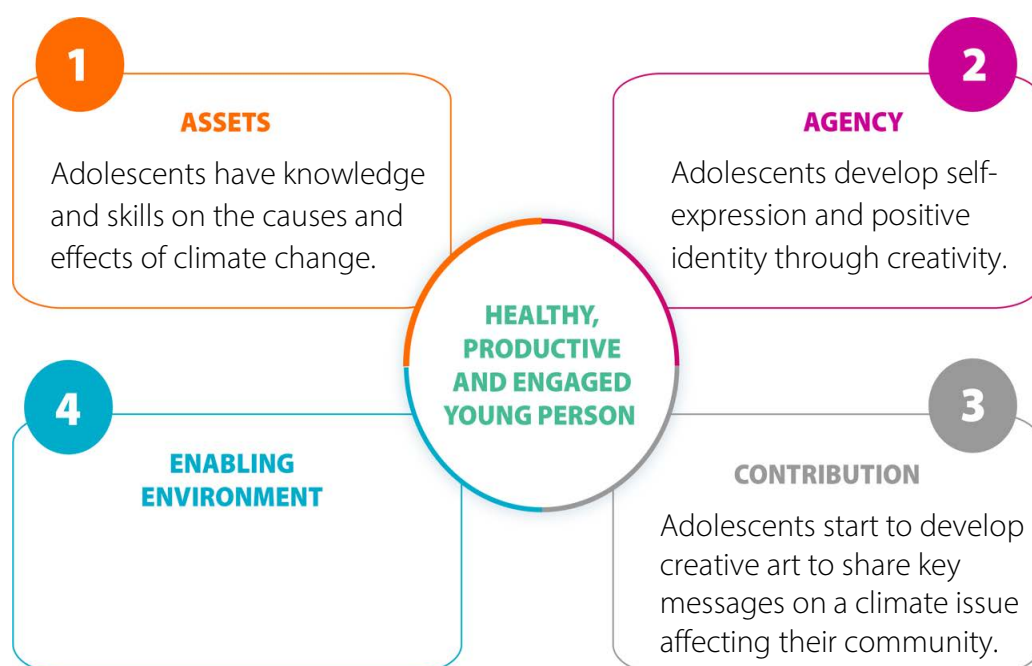 1
ASSETS
Adolescents have knowledge
and skills on the causes and
effects of climate change.
2
AGENCY
Adolescents develop self-
expression and positive
identity through creativity.
HEALTHY,
PRODUCTIVE
AND ENGAGED
YOUNG PERSON
4
ENABLING
ENVIRONMENT
3
CONTRIBUTION
Adolescents start to develop
creative art to share key
messages on a climate issue
affecting their community.